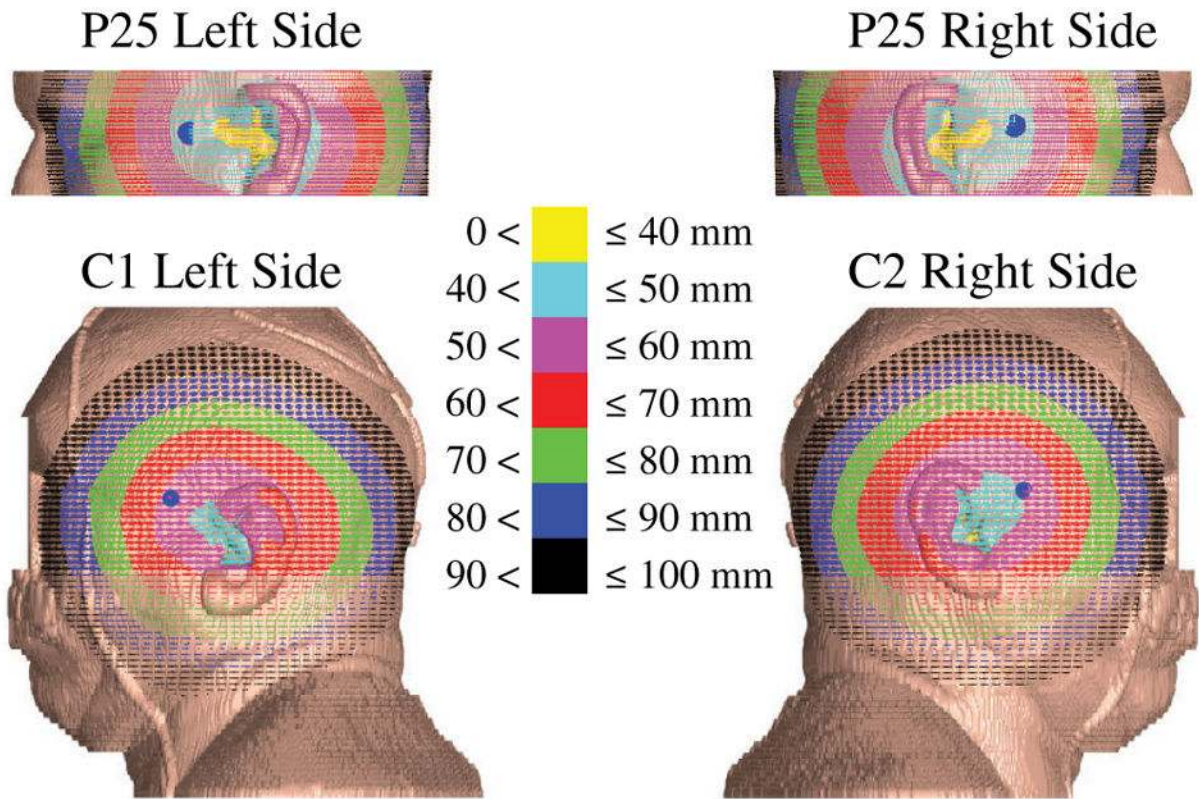 P25 Left Side
P25 Right Side
0 < ≤ 40 mm
40 < ≤ 50 mm
C1 Left Side
C2 Right Side
50 < ≤ 60 mm
60 < ≤ 70 mm
70 < ≤ 80 mm
80 < ≤ 90 mm
90 < ≤ 100 mm